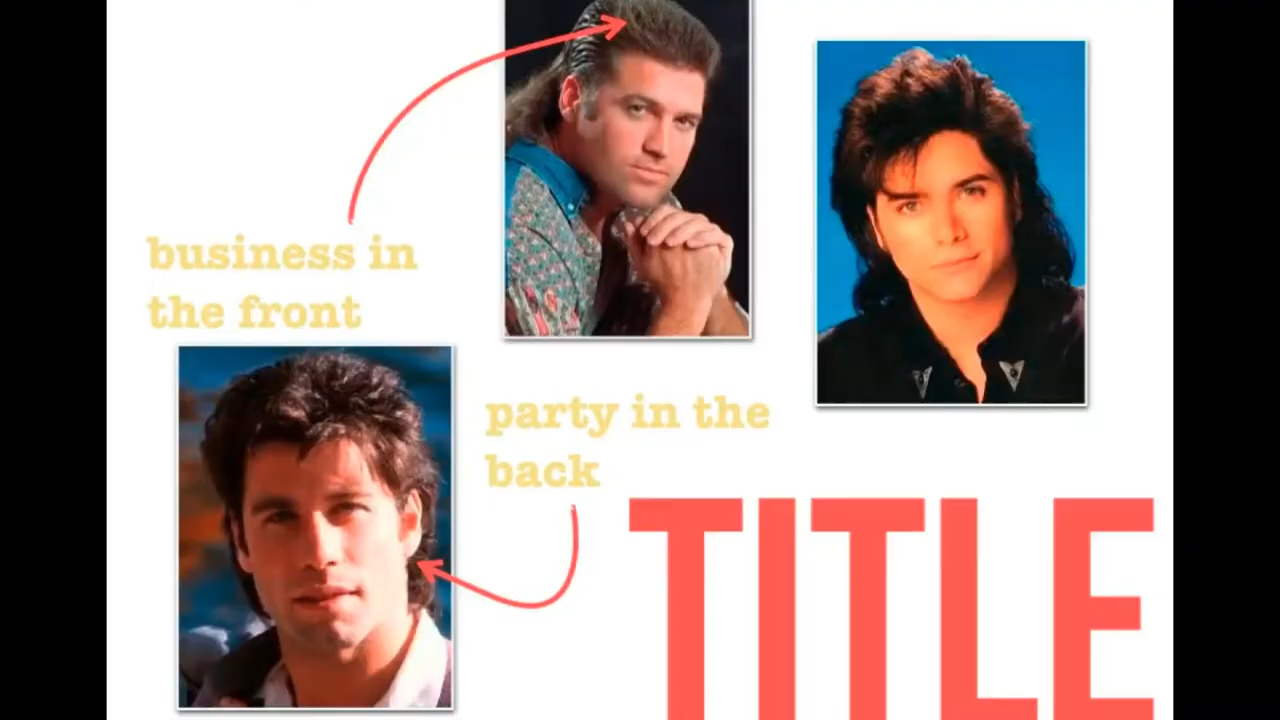 business in
the front
party in the
back
TITLE